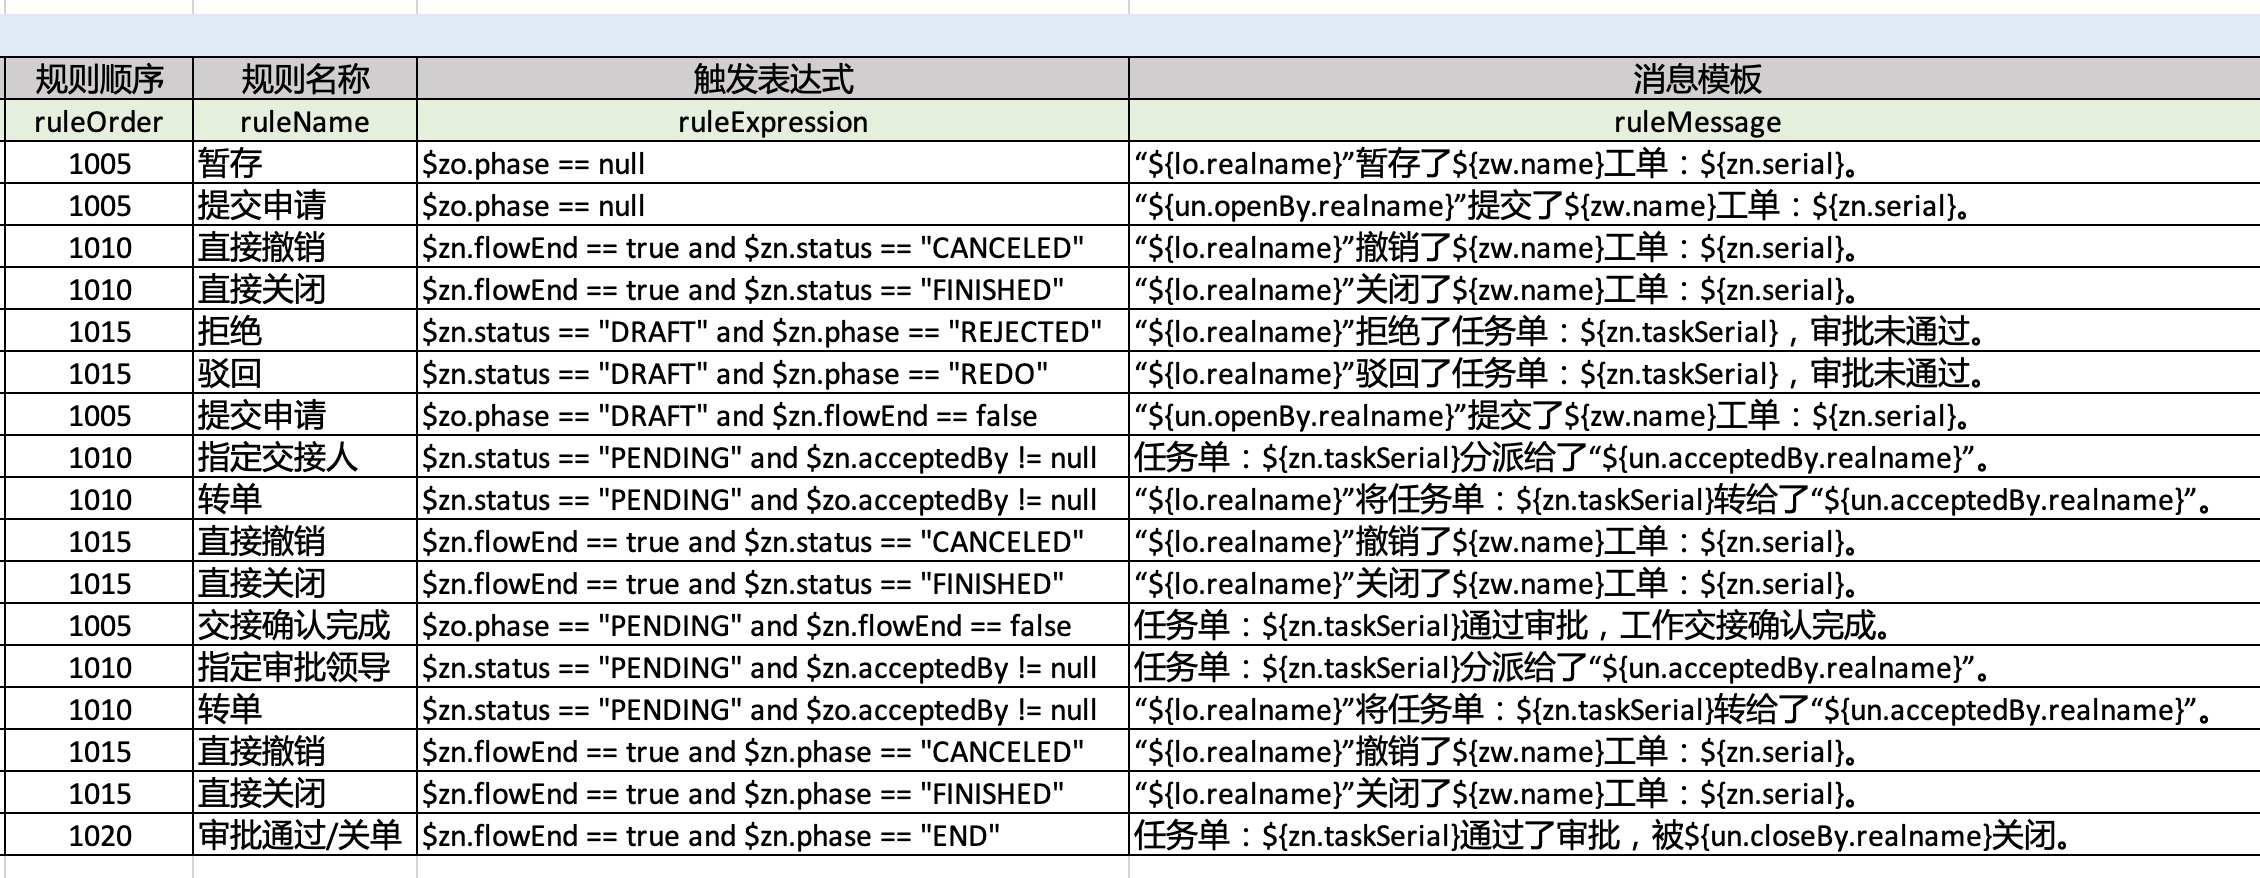 规则顺序 规则名称 触发表达式 消息模板
ruleOrder ruleName ruleExpression ruleMessage
1005 暂存 $zo.phase == null “${lo.realname}”暂存了${zw.name}工单：${zn.serial}。
1005 提交申请 $zo.phase == null “${un.openBy.realname}”提交了${zw.name}工单：${zn.serial}。
1010 直接撤销 $zn.flowEnd == true and $zn.status == "CANCELED" “${lo.realname}”撤销了${zw.name}工单：${zn.serial}。
1010 直接关闭 $zn.flowEnd == true and $zn.status == "FINISHED" “${lo.realname}”关闭了${zw.name}工单：${zn.serial}。
1015 拒绝 $zn.status == "DRAFT" and $zn.phase == "REJECTED" “${lo.realname}”拒绝了任务单：${zn.taskSerial}，审批未通过。
1015 驳回 $zn.status == "DRAFT" and $zn.phase == "REDO" “${lo.realname}”驳回了任务单：${zn.taskSerial}，审批未通过。
1005 提交申请 $zo.phase == "DRAFT" and $zn.flowEnd == false “${un.openBy.realname}”提交了${zw.name}工单：${zn.serial}。
1010 指定交接人 $zn.status == "PENDING" and $zn.acceptedBy != null 任务单：${zn.taskSerial}分派给了“${un.acceptedBy.realname}”。
1010 转单 $zn.status == "PENDING" and $zo.acceptedBy != null “${lo.realname}”将任务单：${zn.taskSerial}转给了“${un.acceptedBy.realname}”。
1015 直接撤销 $zn.flowEnd == true and $zn.status == "CANCELED" “${lo.realname}”撤销了${zw.name}工单：${zn.serial}。
1015 直接关闭 $zn.flowEnd == true and $zn.status == "FINISHED" “${lo.realname}”关闭了${zw.name}工单：${zn.serial}。
1005 交接确认完成 $zo.phase == "PENDING" and $zn.flowEnd == false 任务单：${zn.taskSerial}通过审批，工作交接确认完成。
1010 指定审批领导 $zn.status == "PENDING" and $zn.acceptedBy != null 任务单：${zn.taskSerial}分派给了“${un.acceptedBy.realname}”。
1010 转单 $zn.status == "PENDING" and $zo.acceptedBy != null “${lo.realname}”将任务单：${zn.taskSerial}转给了“${un.acceptedBy.realname}”。
1015 直接撤销 $zn.flowEnd == true and $zn.phase == "CANCELED" “${lo.realname}”撤销了${zw.name}工单：${zn.serial}。
1015 直接关闭 $zn.flowEnd == true and $zn.phase == "FINISHED" “${lo.realname}”关闭了${zw.name}工单：${zn.serial}。
1020 审批通过/关单 $zn.flowEnd == true and $zn.phase == "END" 任务单：${zn.taskSerial}通过了审批，被${un.closeBy.realname}关闭。